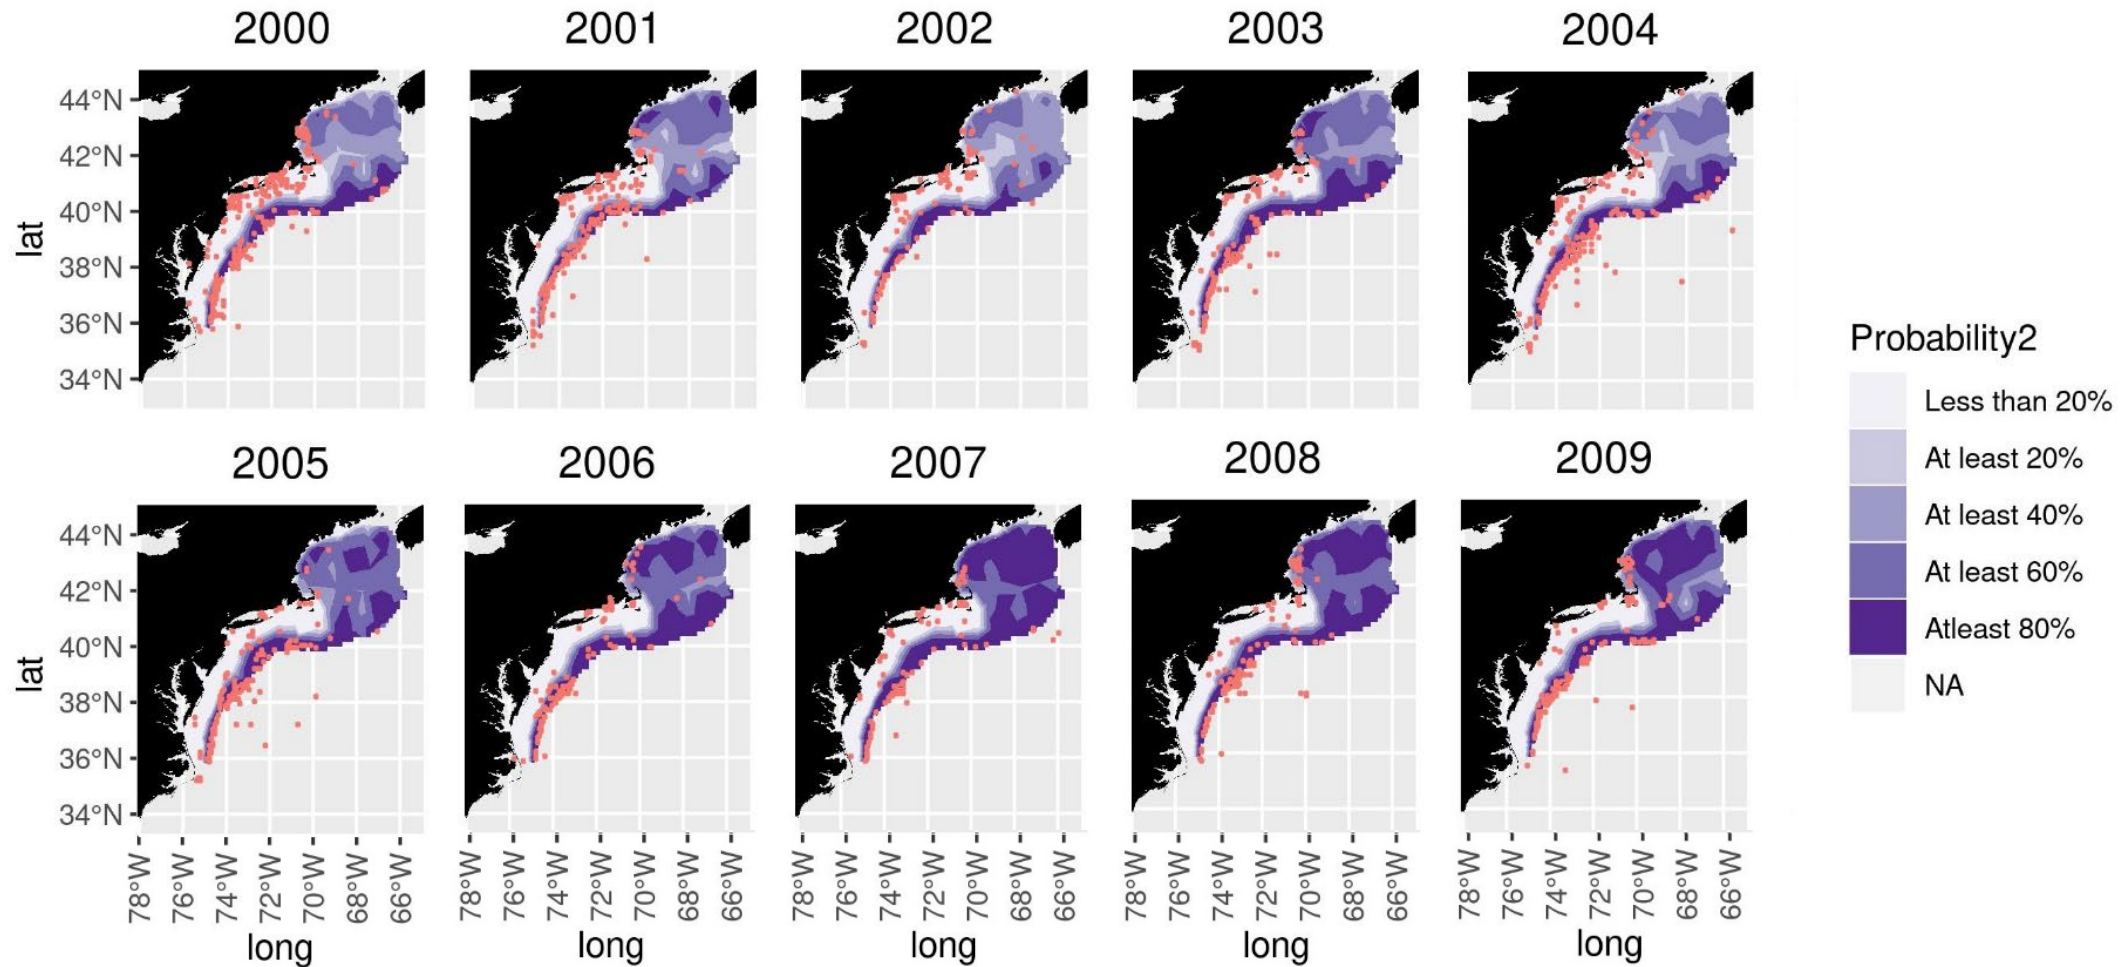 2000 2001 2002 2003 2004
44°N
42°N
40°N
38°N
36°N
34°N
lat
2005 2006 2007 2008 2009
44°N
42°N
40°N
38°N
36°N
34°N
lat
78°W 76°W 74°W 72°W 70°W 68°W 66°W 78°W 76°W 74°W 72°W 70°W 68°W 66°W 78°W 76°W 74°W 72°W 70°W 68°W 66°W 78°W 76°W 74°W 72°W 70°W 68°W 66°W 78°W 76°W 74°W 72°W 70°W 68°W 66°W
long long long long long
Probability2
Less than 20%
At least 20%
At least 40%
At least 60%
Atleast 80%
NA